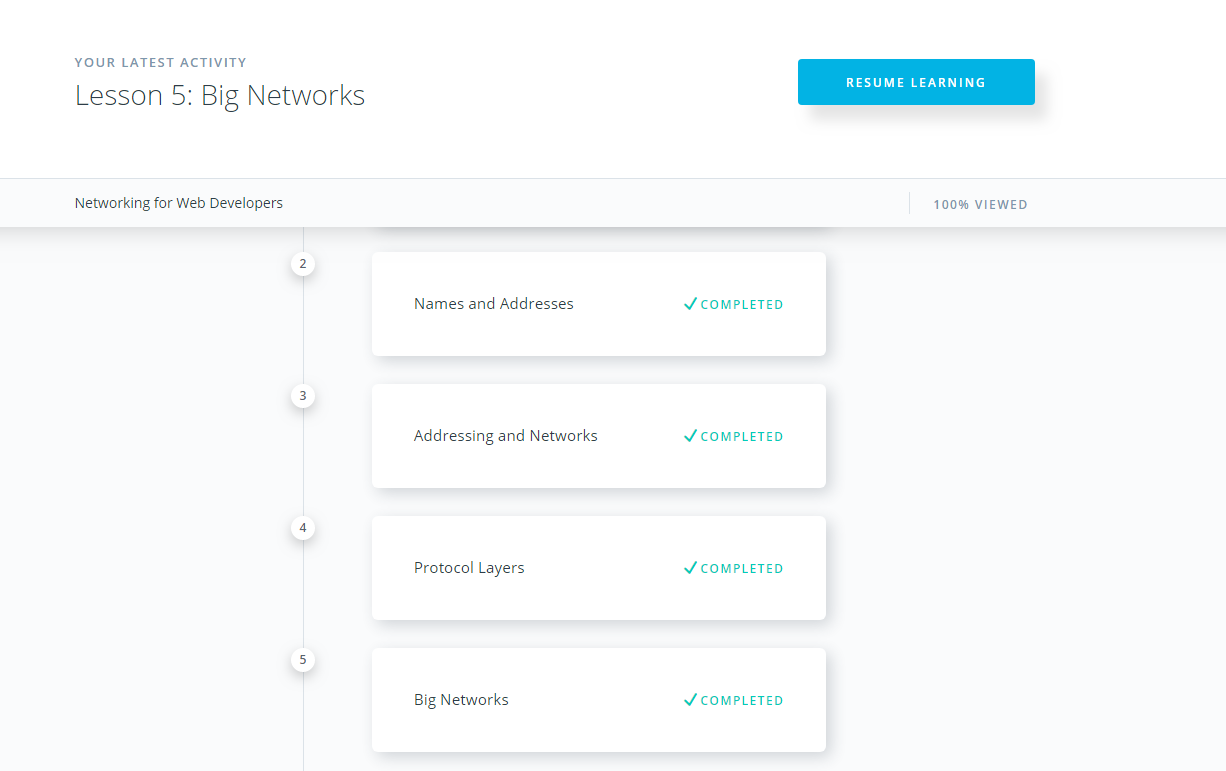 YOUR LATEST ACTIVITY
Lesson 5: Big Networks
RESUME LEARNING
Networking for Web Developers
100% VIEWED
2
Names and Addresses
COMPLETED
3
Addressing and Networks
COMPLETED
4
Protocol Layers
COMPLETED
5
Big Networks
COMPLETED